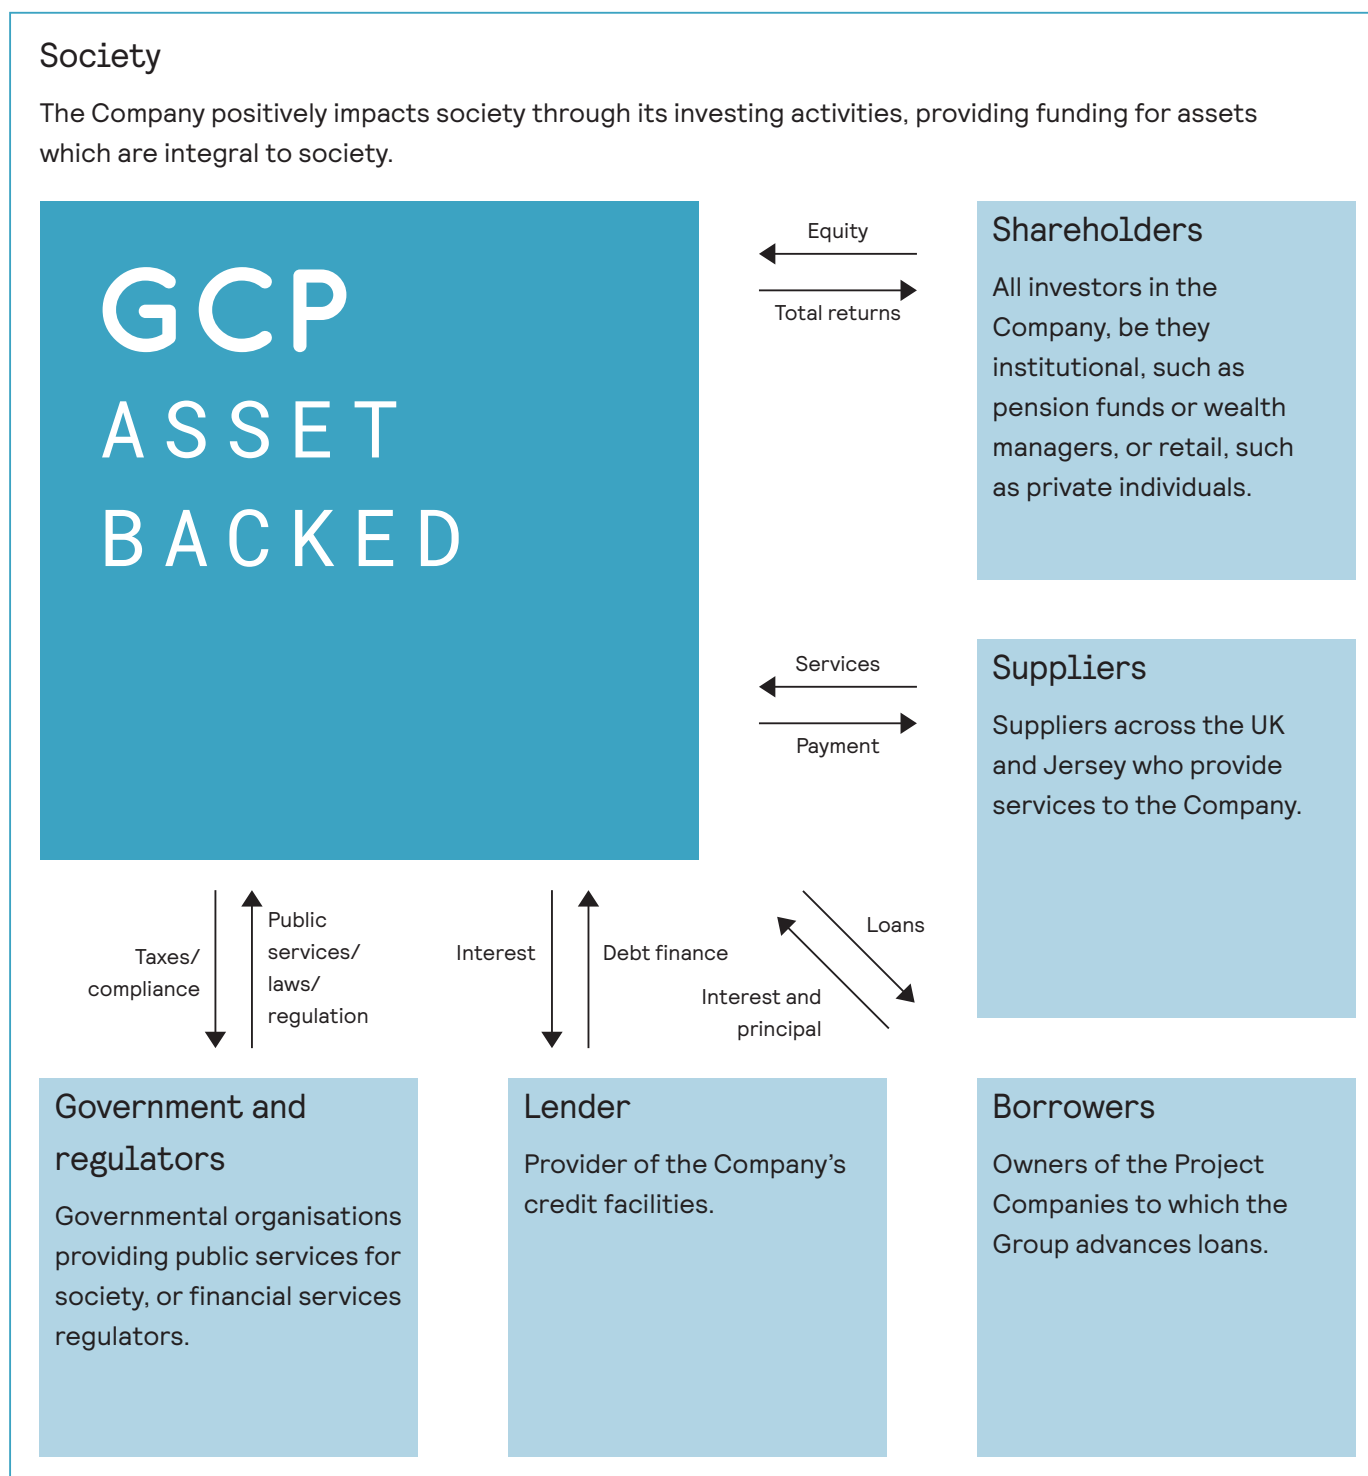 Society
The Company positively impacts society through its investing activities, providing funding for assets
which are integral to society.
GCP
ASSET
BACKED
Equity
Total returns
Shareholders
All investors in the
Company, be they
institutional, such as
pension funds or wealth
managers, or retail, such
as private individuals.
Services
Payment
Suppliers
Suppliers across the UK
and Jersey who provide
services to the Company.
Taxes/
compliance
Public
services/
laws/
regulation
Interest
Debt finance
Loans
Interest and
principal
Government and
regulators
Governmental organisations
providing public services for
society, or financial services
regulators.
Lender
Provider of the Company’s
credit facilities.
Borrowers
Owners of the Project
Companies to which the
Group advances loans.